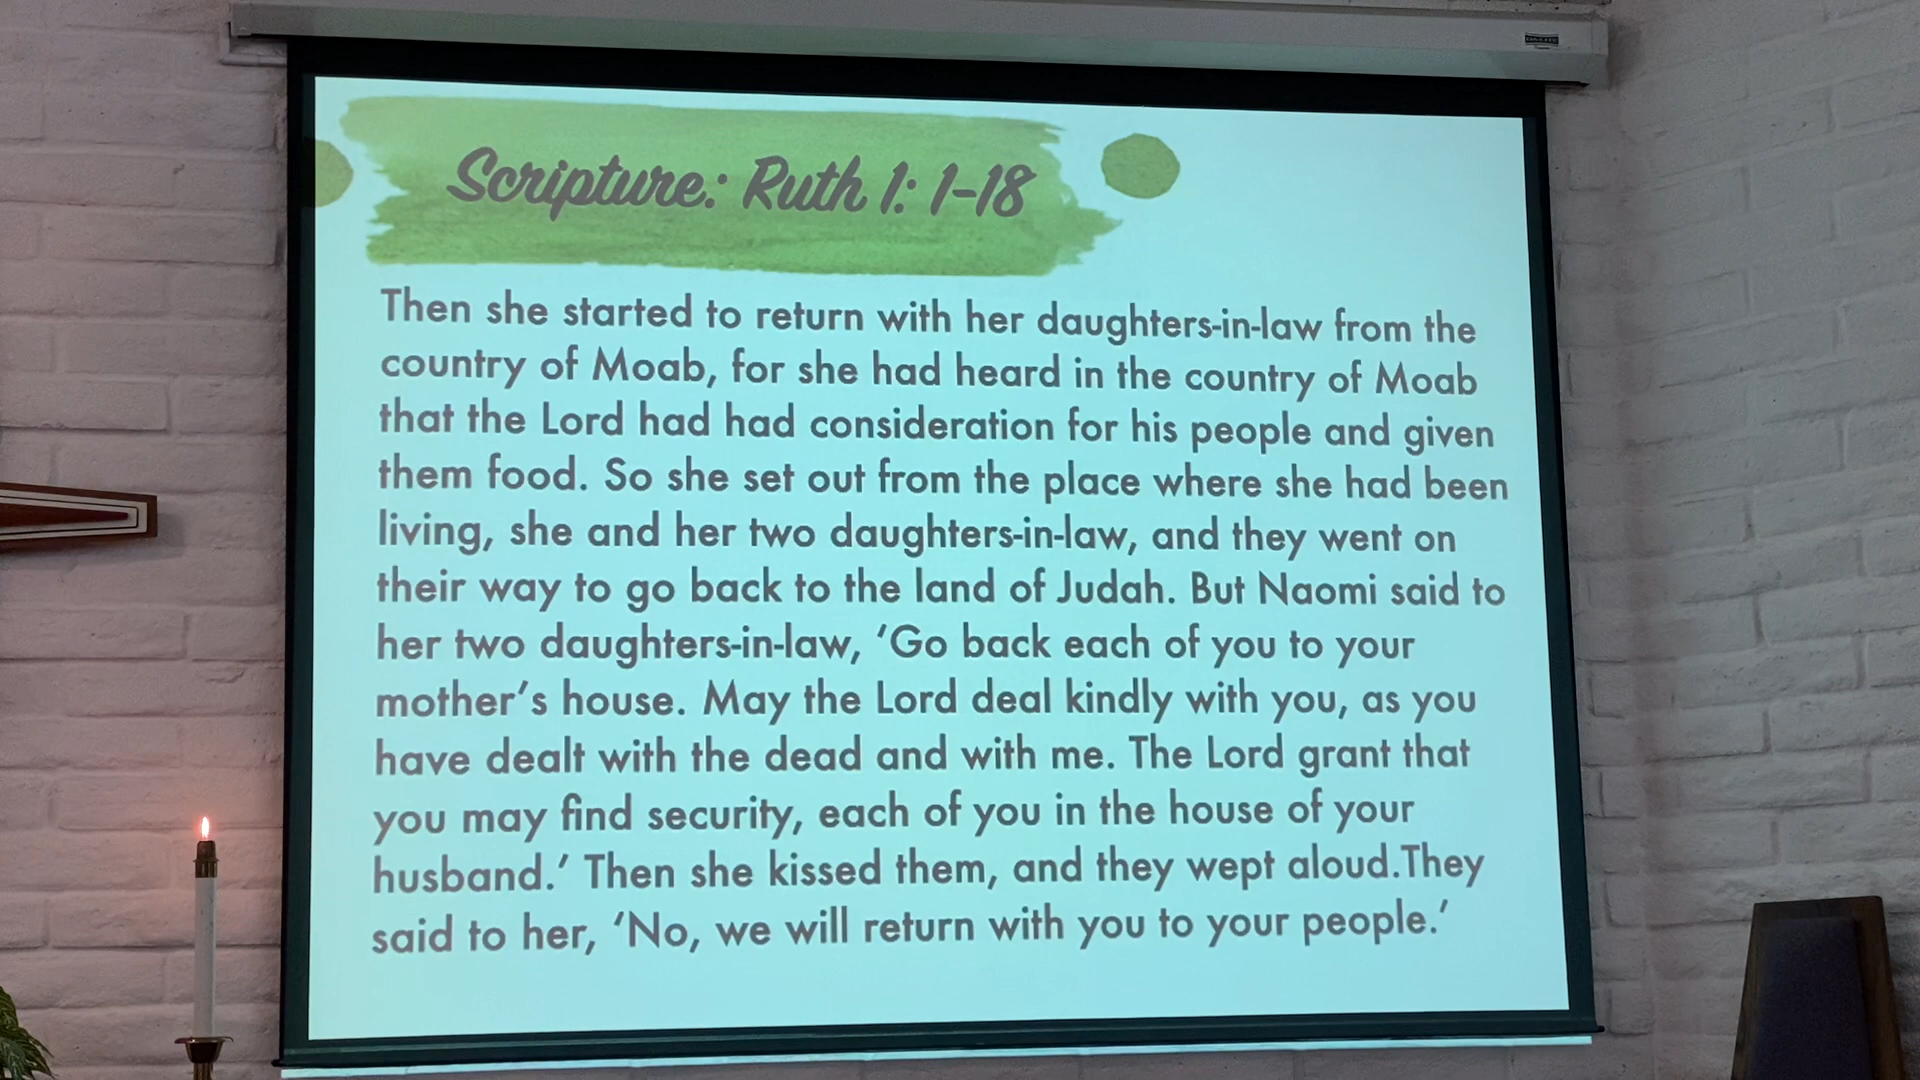 Scripture: Ruth 1: 1-18
Then she started to return with her daughters-in-law from the
country of Moab, for she had heard in the country of Moab
that the Lord had had consideration for his people and given
them food. So she set out from the place where she had been
living, she and her two daughters-in-law, and they went on
their way to go back to the land of Judah. But Naomi said to
her two daughters-in-law, ‘Go back each of you to your
mother’s house. May the Lord deal kindly with you, as you
have dealt with the dead and with me. The Lord grant that
you may find security, each of you in the house of your
husband.’ Then she kissed them, and they wept aloud.They
said to her, ‘No, we will return with you to your people.’